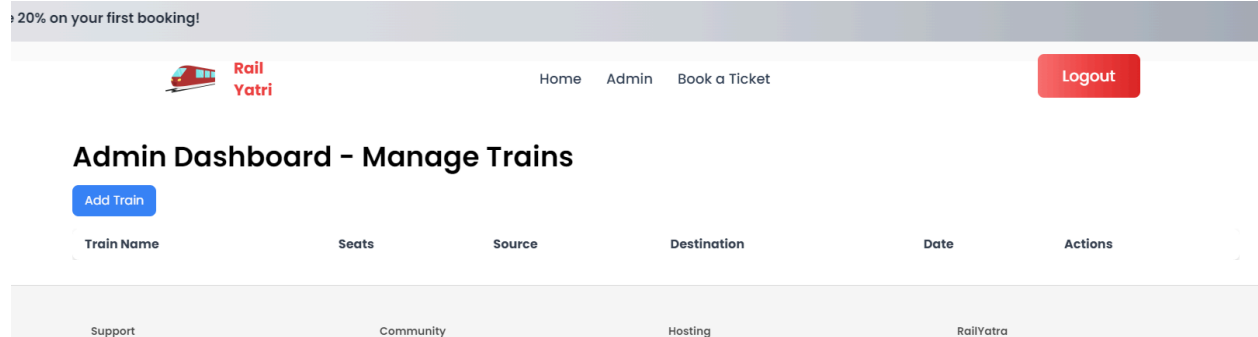 20% on your first booking!
Rail
Yatri
Home Admin Book a Ticket
Logout
Admin Dashboard - Manage Trains
Add Train
Train Name Seats Source Destination Date Actions
Support Community Hosting RailYatra